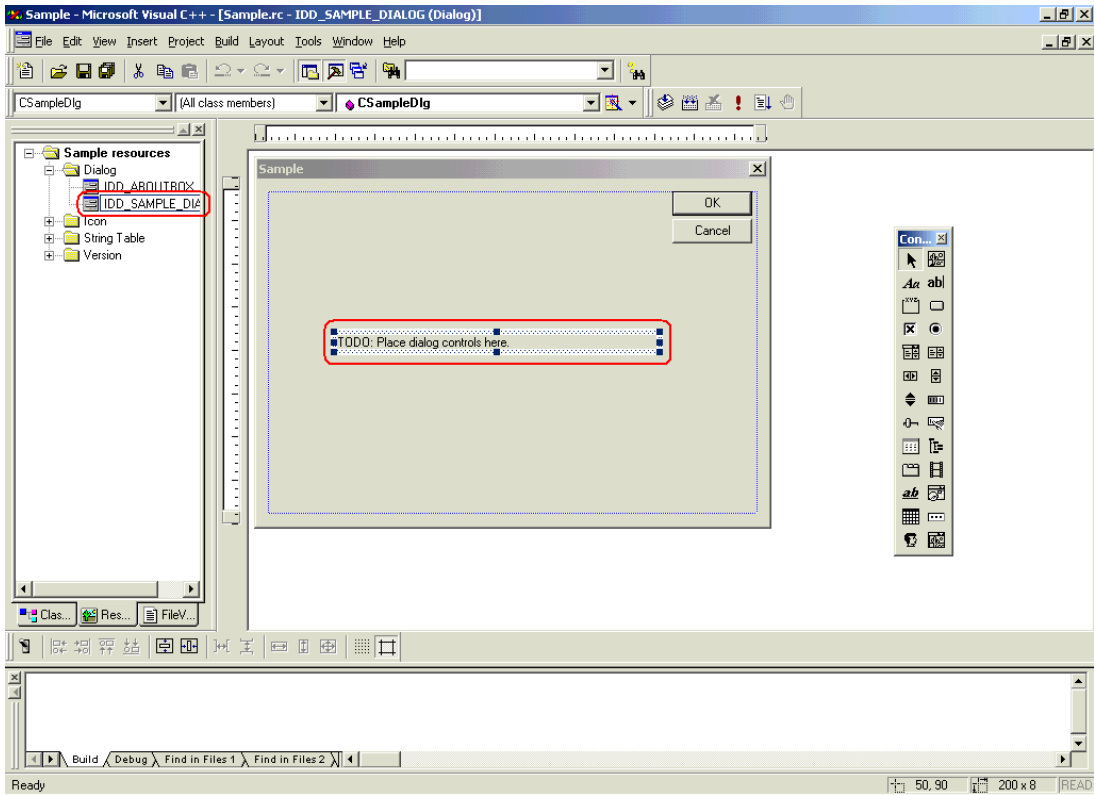 Sample - Microsoft Visual C++ - [Sample.rc - IDD_SAMPLE_DIALOG (Dialog)]
File Edit View Insert Project Build Layout Tools Window Help
CSampleDlg (All class members) CSampleDlg
Sample resources
Dialog
IDD_ABOUTBOX
IDD_SAMPLE_DIA
Icon
String Table
Version
Clas... Res... FileV...
Sample
OK
Cancel
TODO: Place dialog controls here.
Con...
Aa ab|
xyz
ab
Build Debug Find in Files 1 Find in Files 2
Ready 50, 90 200 x 8 READ